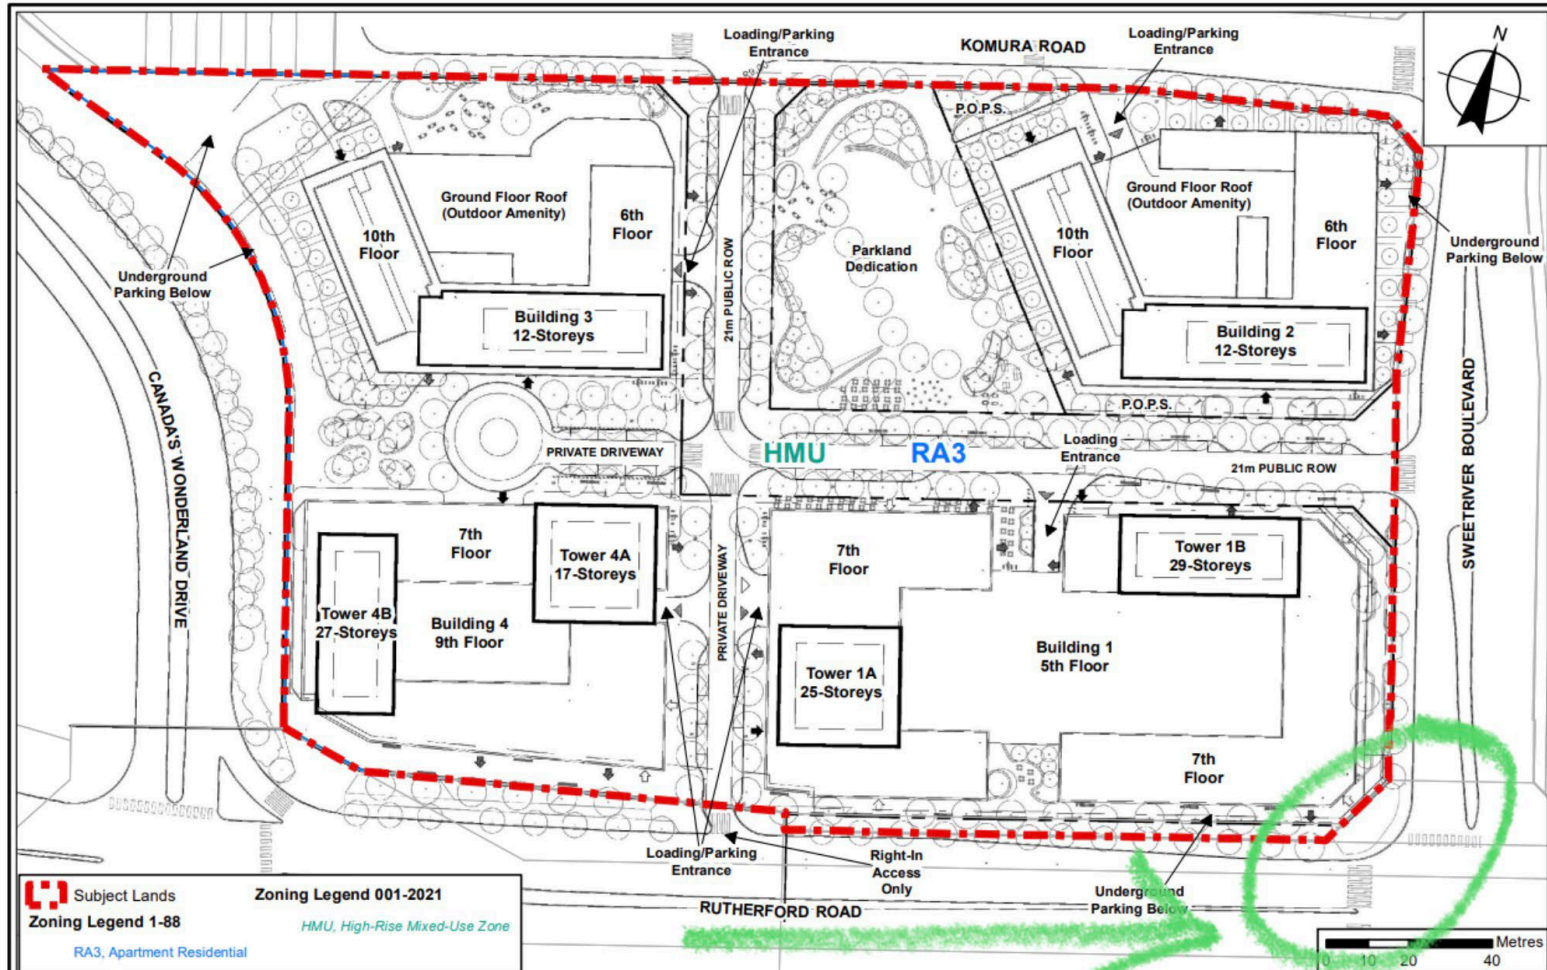 Loading/Parking
Entrance
KOMURA ROAD
Loading/Parking
Entrance
N
P.O.P.S.
Ground Floor Roof
(Outdoor Amenity)
6th
Floor
10th
Floor
Underground
Parking Below
Building 3
12-Storeys
21m PUBLIC ROW
Parkland
Dedication
Ground Floor Roof
(Outdoor Amenity)
10th
Floor
6th
Floor
Underground
Parking Below
Building 2
12-Storeys
P.O.P.S.
CANADA'S WONDERLAND DRIVE
PRIVATE DRIVEWAY
HMU
RA3
Loading
Entrance
21m PUBLIC ROW
SWEETRIVER BOULEVARD
7th
Floor
Tower 4A
17-Storeys
Tower 4B
27-Storeys
Building 4
9th Floor
PRIVATE DRIVEWAY
7th
Floor
Tower 1B
29-Storeys
Building 1
5th Floor
Tower 1A
25-Storeys
7th
Floor
Loading/Parking
Entrance
Right-In
Access
Only
Underground
Parking Below
RUTHERFORD ROAD
Subject Lands
Zoning Legend 1-88
RA3, Apartment Residential
Zoning Legend 001-2021
HMU, High-Rise Mixed-Use Zone
Metres
0 10 20 40